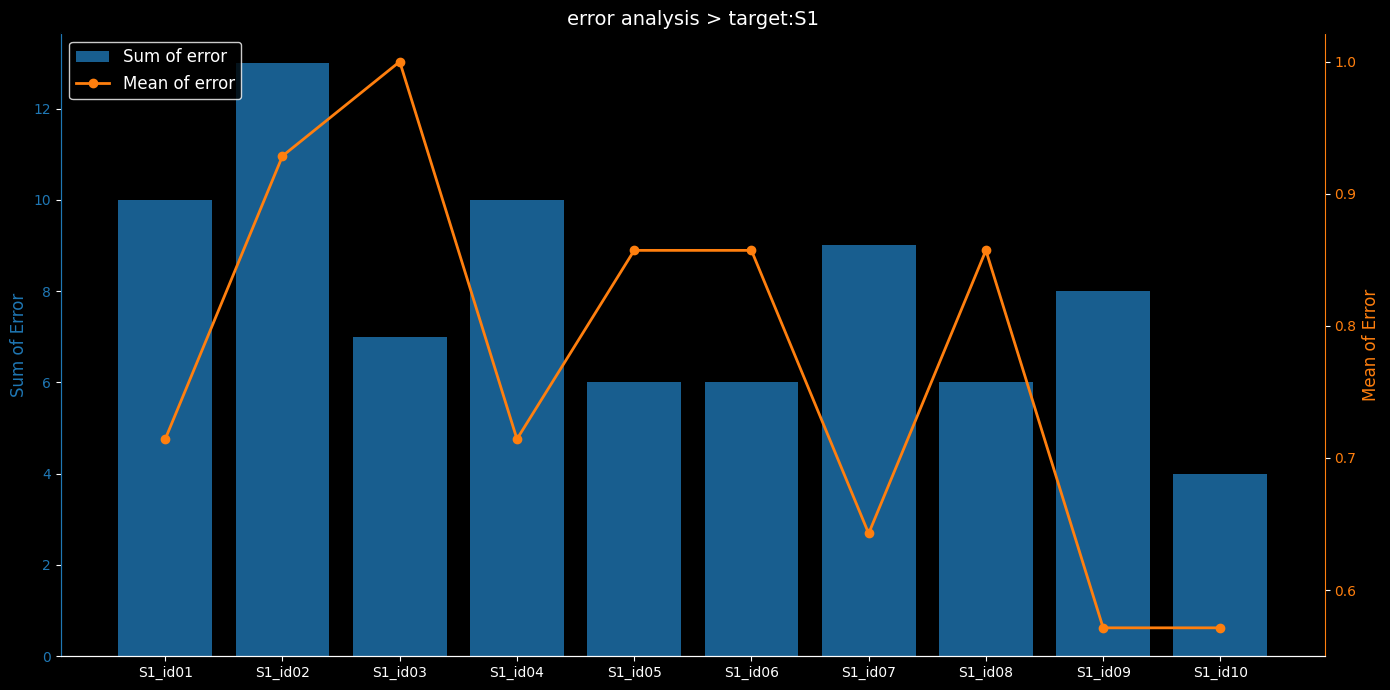 error analysis > target:S1
Sum of error
Mean of error
Sum of Error
12
10
8
6
4
2
0
Mean of Error
1.0
0.9
0.8
0.7
0.6
S1_id01 S1_id02 S1_id03 S1_id04 S1_id05 S1_id06 S1_id07 S1_id08 S1_id09 S1_id10